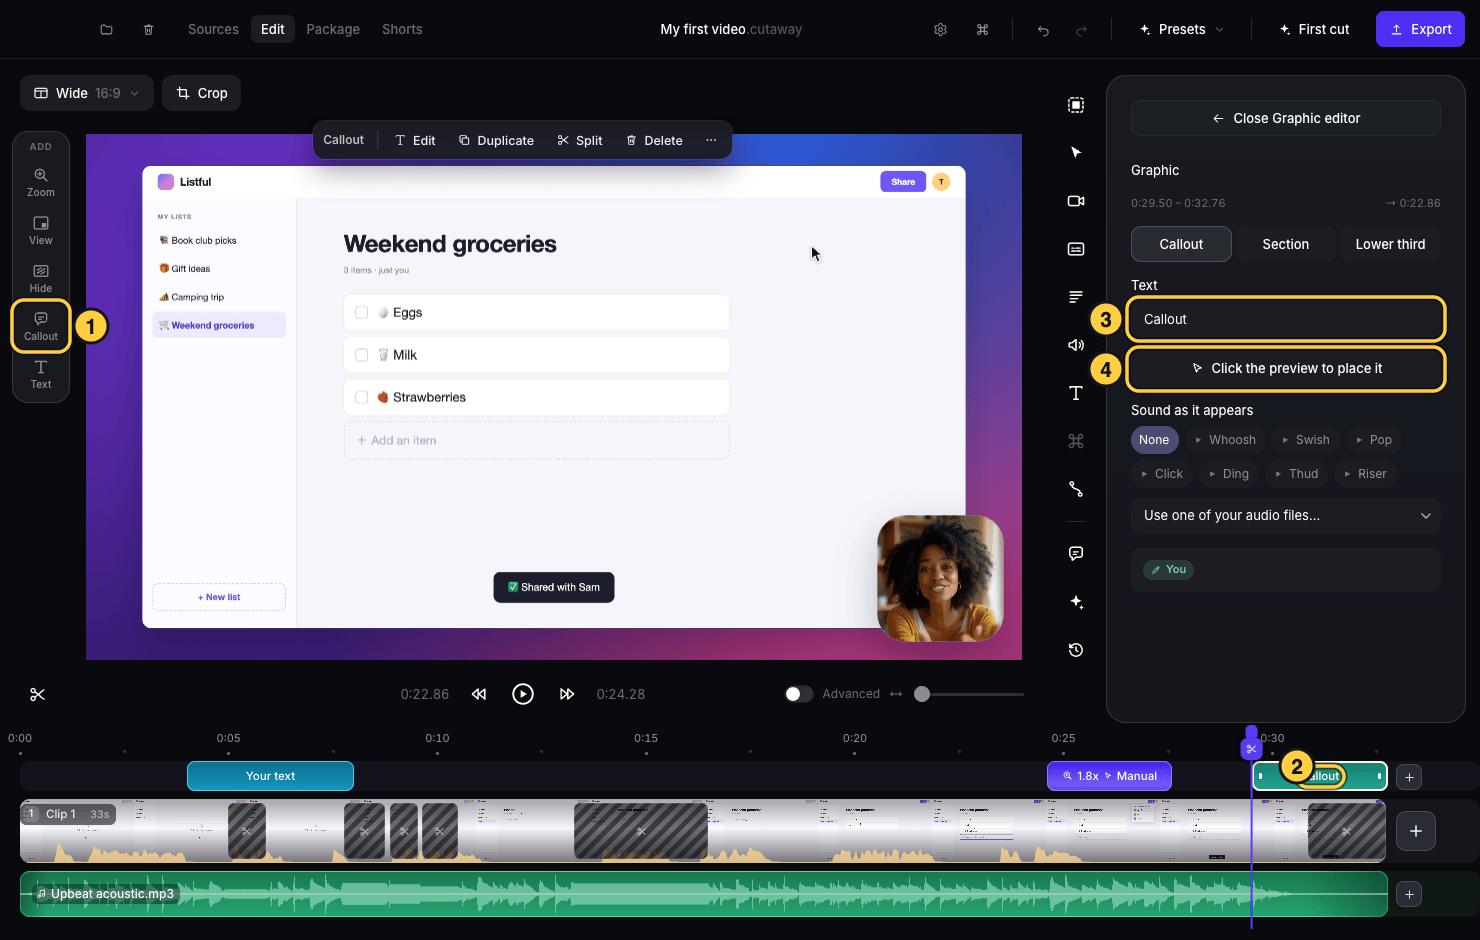 Sources
Edit
Package
Shorts
My first video.cutaway
Presets
First cut
Export
Wide 16:9
Crop
ADD
Zoom
View
Hide
Callout
Text
1
Callout
Edit
Duplicate
Split
Delete
Listful
Share
T
MY LISTS
Book club picks
Gift ideas
Camping trip
Weekend groceries
+ New list
Weekend groceries
3 items · just you
Eggs
Milk
Strawberries
+ Add an item
Shared with Sam
Close Graphic editor
Graphic
0:29.50 – 0:32.76
→ 0:22.86
Callout
Section
Lower third
Text
3
Callout
4
Click the preview to place it
Sound as it appears
None
Whoosh
Swish
Pop
Click
Ding
Thud
Riser
Use one of your audio files...
You
0:22.86
0:24.28
Advanced
0:00
0:05
0:10
0:15
0:20
0:25
0:30
Your text
1.8x Manual
2
1 Clip 1 33s
Upbeat acoustic.mp3